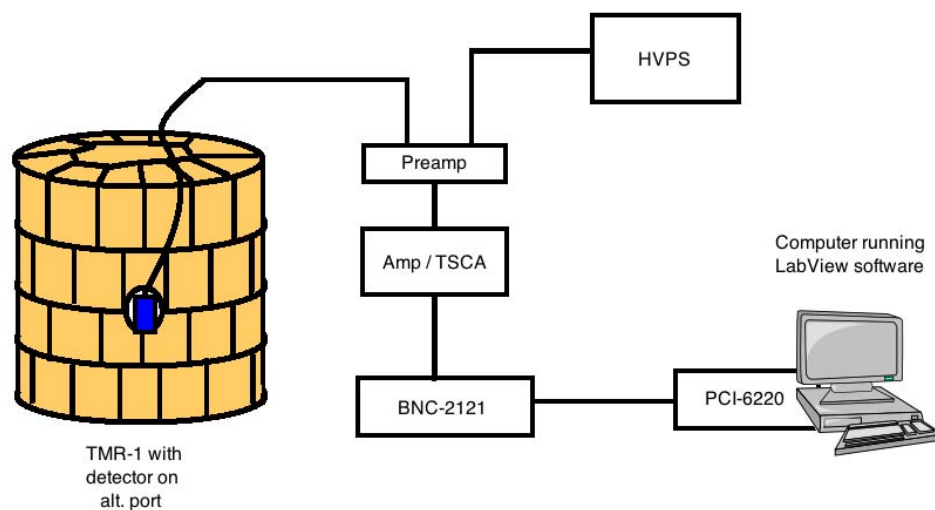 HVPS
Preamp
Amp / TSCA
Computer running
LabView software
BNC-2121
PCI-6220
TMR-1 with
detector on
alt. port